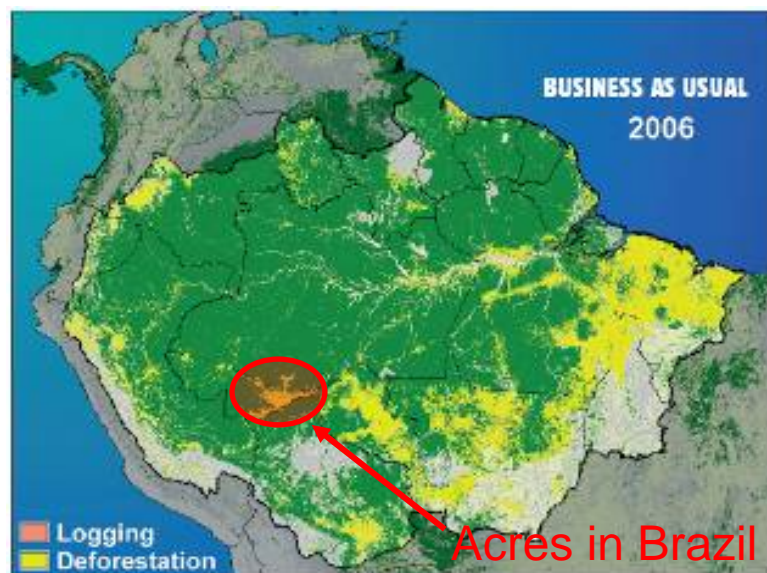 BUSINESS AS USUAL
2006
Logging
Deforestation
Acres in Brazil